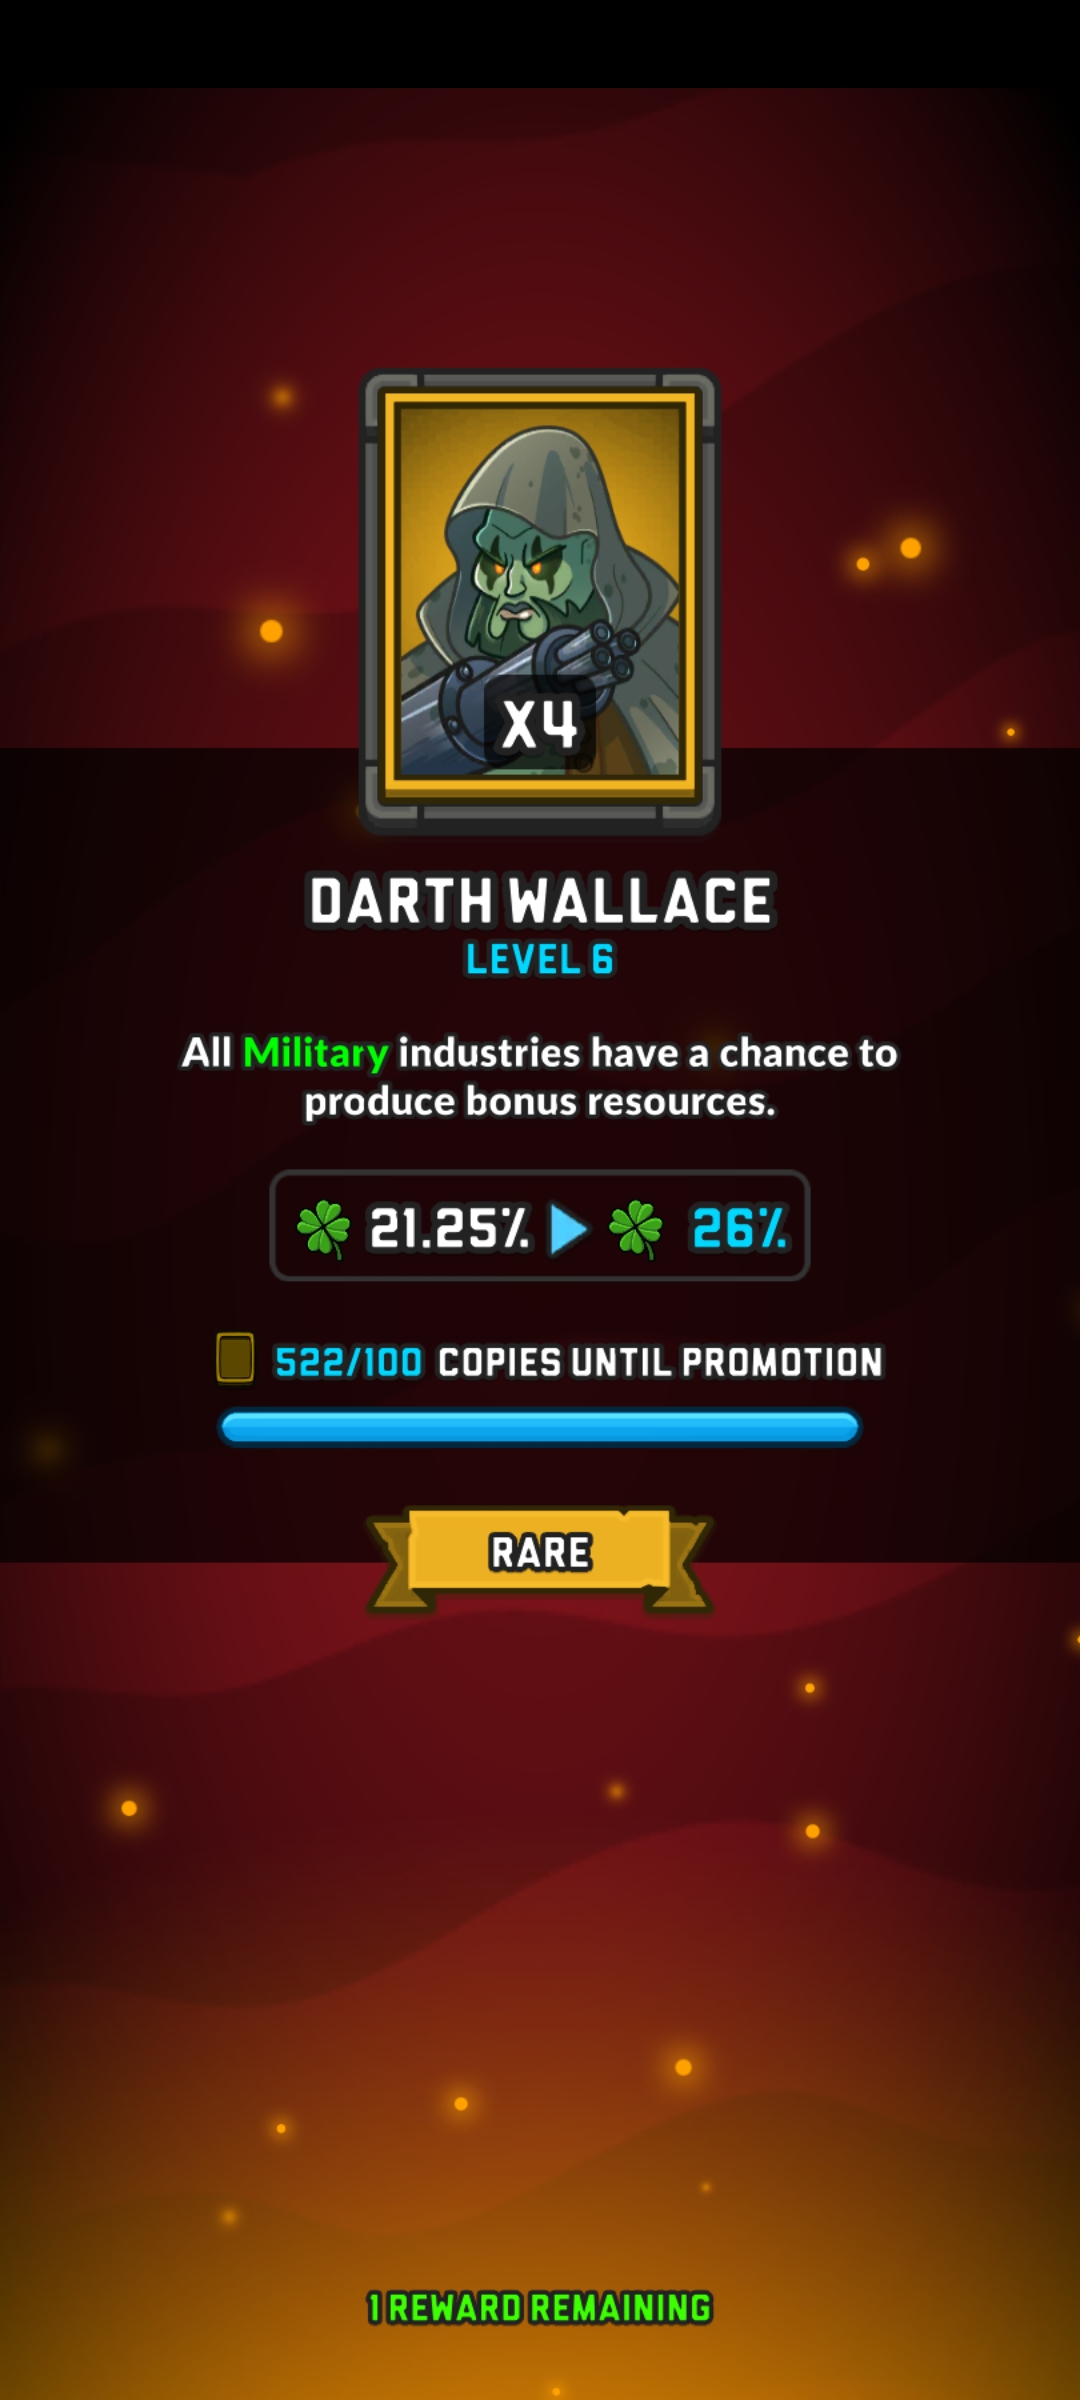 X4
DARTH WALLACE
LEVEL 6
All Military industries have a chance to
produce bonus resources.
21.25% 26%
522/100 COPIES UNTIL PROMOTION
RARE
1 REWARD REMAINING